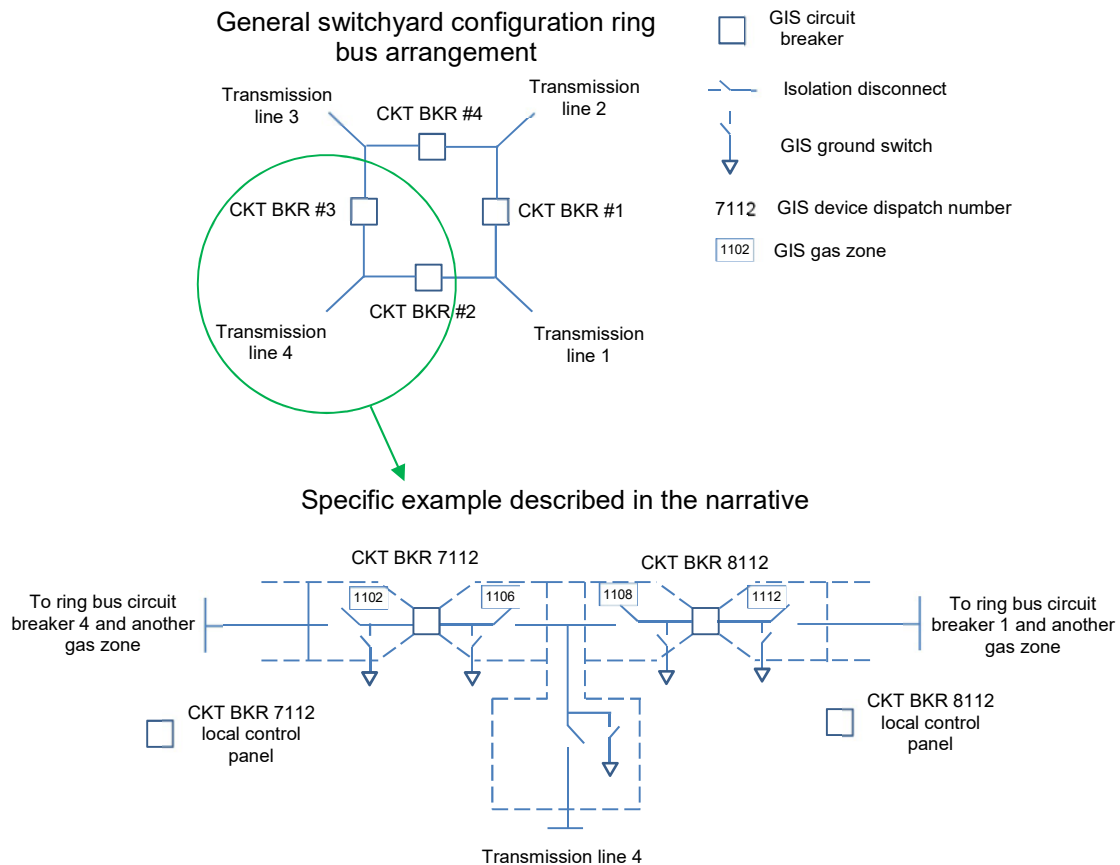 General switchyard configuration ring
bus arrangement
GIS circuit
breaker
Isolation disconnect
GIS ground switch
7112 GIS device dispatch number
1102 GIS gas zone
Transmission
line 3
CKT BKR #4
Transmission
line 2
CKT BKR #3
CKT BKR #1
CKT BKR #2
Transmission
line 4
Transmission
line 1
Specific example described in the narrative
CKT BKR 7112
CKT BKR 8112
1102
1106
1108
1112
To ring bus circuit
breaker 4 and another
gas zone
To ring bus circuit
breaker 1 and another
gas zone
CKT BKR 7112
local control
panel
CKT BKR 8112
local control
panel
Transmission line 4